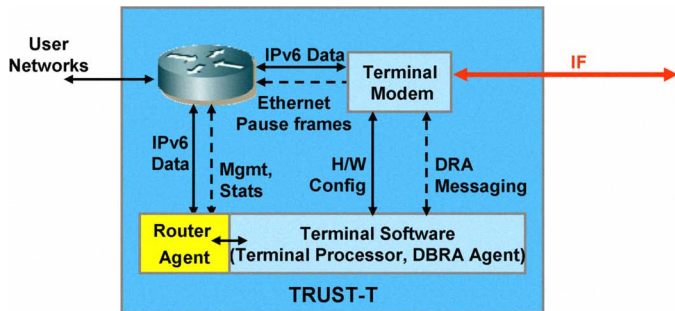 User
Networks
IPv6 Data
Ethernet
Pause frames
Terminal
Modem
IF
IPv6
Data
Mgmt,
Stats
H/W
Config
DRA
Messaging
Router
Agent
Terminal Software
(Terminal Processor, DBRA Agent)
TRUST-T